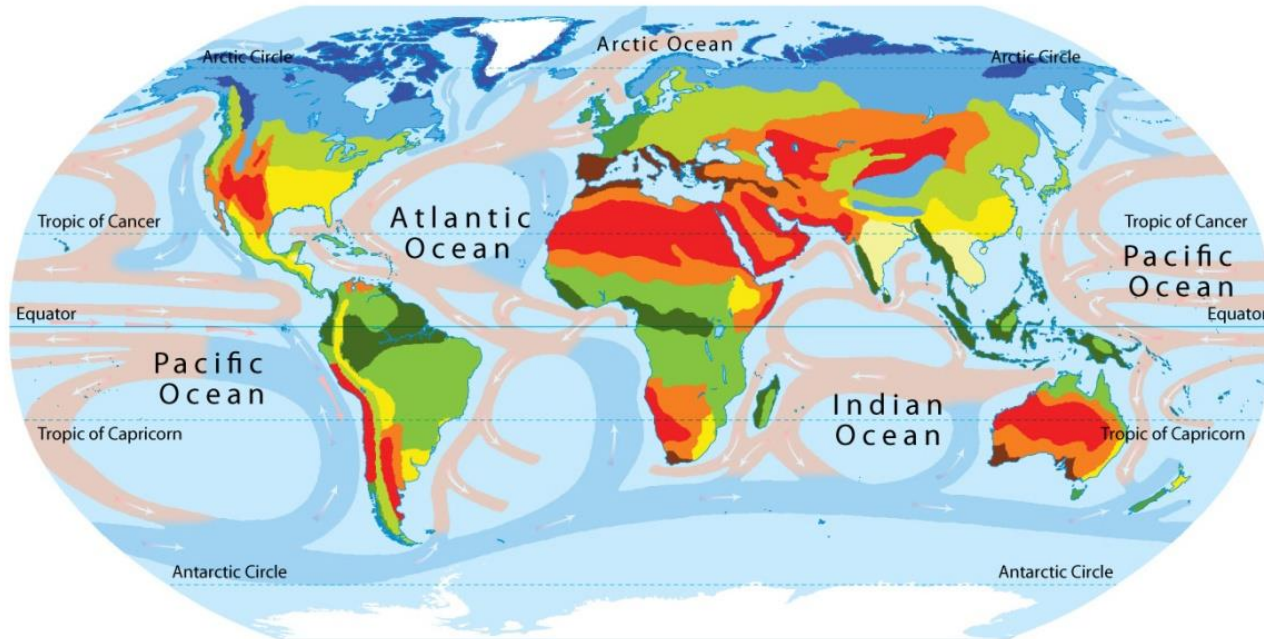 Arctic Ocean
Arctic Circle
Arctic Circle
Atlantic
Ocean
Tropic of Cancer
Tropic of Cancer
Pacific
Ocean
Equator
Equator
Pacific
Ocean
Indian
Ocean
Tropic of Capricorn
Tropic of Capricorn
Antarctic Circle
Antarctic Circle